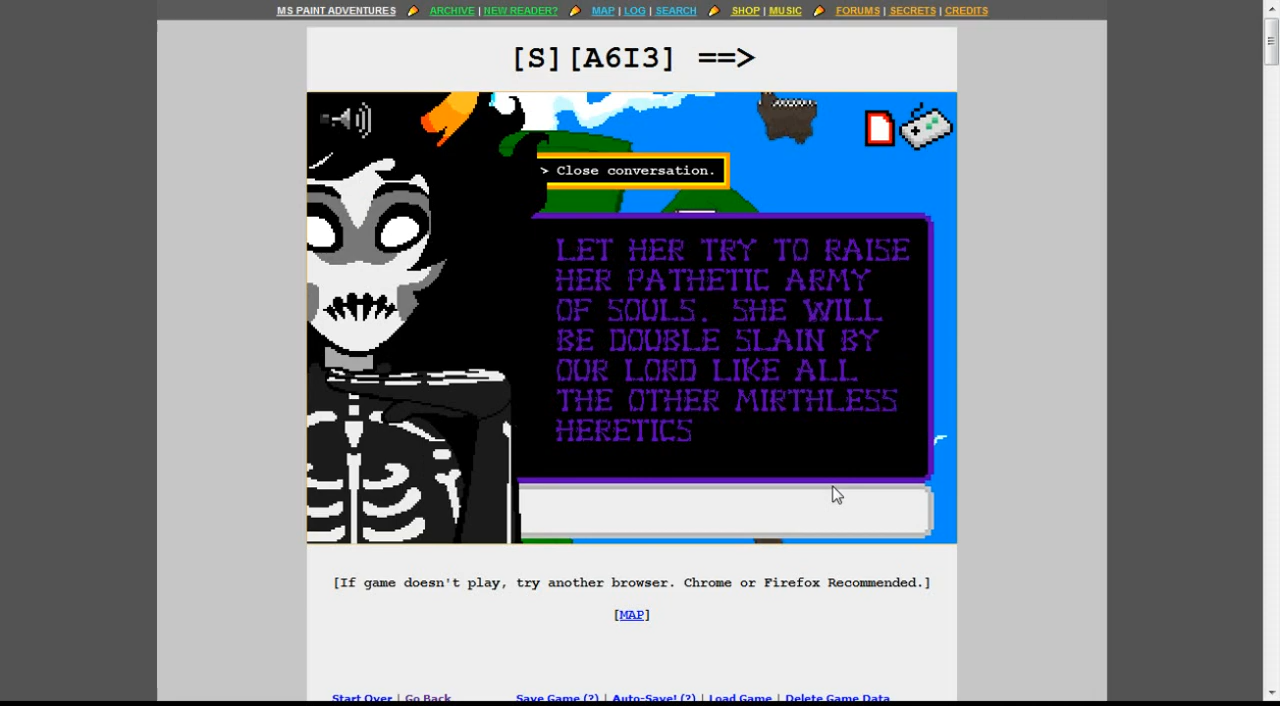 MS PAINT ADVENTURES ARCHIVE | NEW READER? MAP | LOG | SEARCH SHOP | MUSIC FORUMS | SECRETS | CREDITS
[S][A6I3] ==>
> Close conversation.
LET HER TRY TO RAISE
HER PATHETIC ARMY
OF SOULS. SHE WILL
BE DOUBLE SLAIN BY
OUR LORD LIKE ALL
THE OTHER MIRTHLESS
HERETICS
[If game doesn't play, try another browser. Chrome or Firefox Recommended.]
[MAP]
Start Over | Go Back Save Game (?) | Auto-Save! (?) | Load Game | Delete Game Data